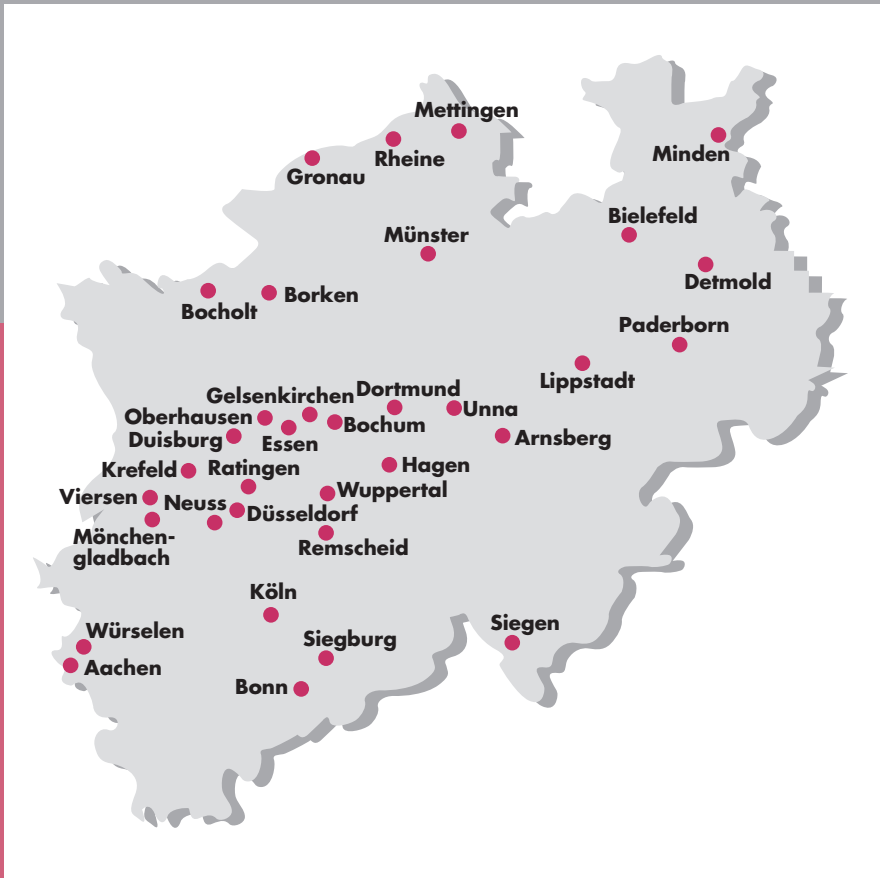 Mettingen
Minden
Rheine
Gronau
Bielefeld
Münster
Detmold
Borken
Bocholt
Paderborn
Lippstadt
Gelsenkirchen
Dortmund
Oberhausen
Unna
Bochum
Duisburg
Essen
Arnsberg
Krefeld
Ratingen
Hagen
Viersen
Neuss
Wuppertal
Düsseldorf
Mönchen-
gladbach
Remscheid
Köln
Siegen
Würselen
Siegburg
Aachen
Bonn